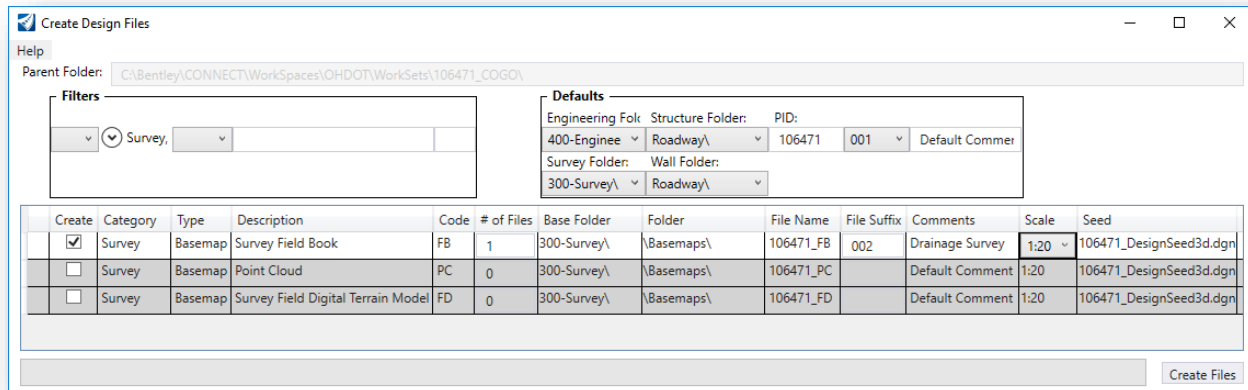 Create Design Files
Help
Parent Folder: C:\Bentley\CONNECT\WorkSpaces\OHDOT\WorkSets\106471_COGO\
Filters
Survey,
Defaults
Engineering Fold Structure Folder: PID:
400-Enginee Roadway\ 106471 001 Default Commer
Survey Folder: Wall Folder:
300-Survey\ Roadway\
Create Category Type Description Code # of Files Base Folder Folder File Name File Suffix Comments Scale Seed
Survey Basemap Survey Field Book FB 1 300-Survey\ \Basemaps\ 106471_FB 002 Drainage Survey 1:20 106471_DesignSeed3d.dgn
Survey Basemap Point Cloud PC 0 300-Survey\ \Basemaps\ 106471_PC Default Comment 1:20 106471_DesignSeed3d.dgn
Survey Basemap Survey Field Digital Terrain Model FD 0 300-Survey\ \Basemaps\ 106471_FD Default Comment 1:20 106471_DesignSeed3d.dgn
Create Files